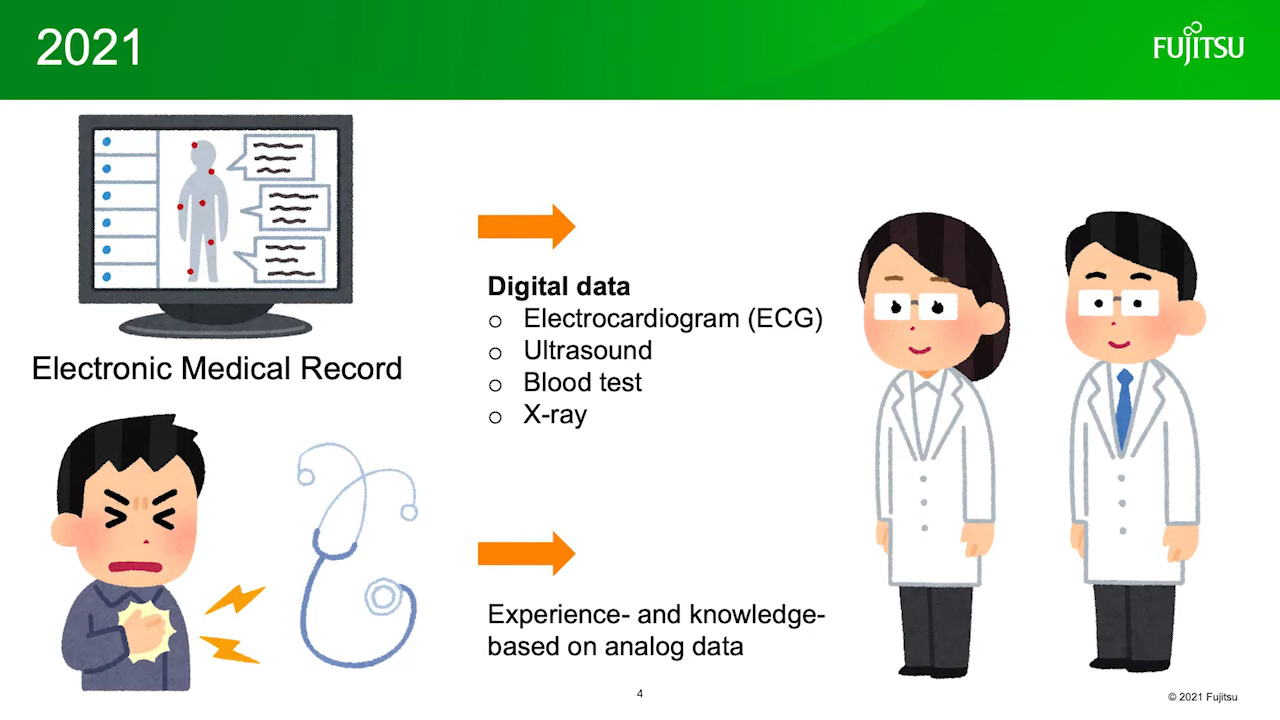 2021
FUJITSU
Electronic Medical Record
Digital data
o Electrocardiogram (ECG)
o Ultrasound
o Blood test
o X-ray
Experience- and knowledge-
based on analog data
4
© 2021 Fujitsu